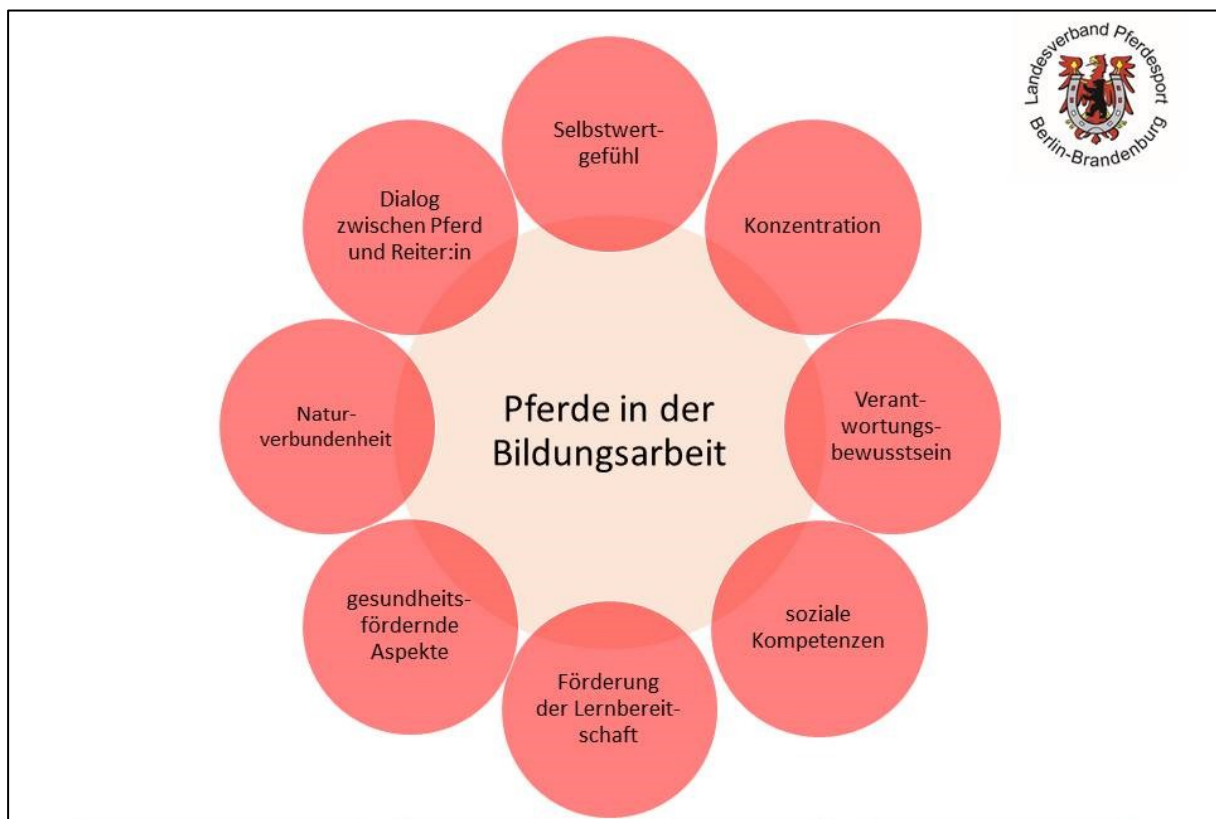 Selbstwert-
gefühl
Konzentration
Verant-
wortungs-
bewusstsein
soziale
Kompetenzen
Förderung
der Lernbereit-
schaft
gesundheits-
fördernde
Aspekte
Natur-
verbundenheit
Dialog
zwischen Pferd
und Reiter:in
Pferde in der
Bildungsarbeit
Landesverband Pferdesport
Berlin-Brandenburg